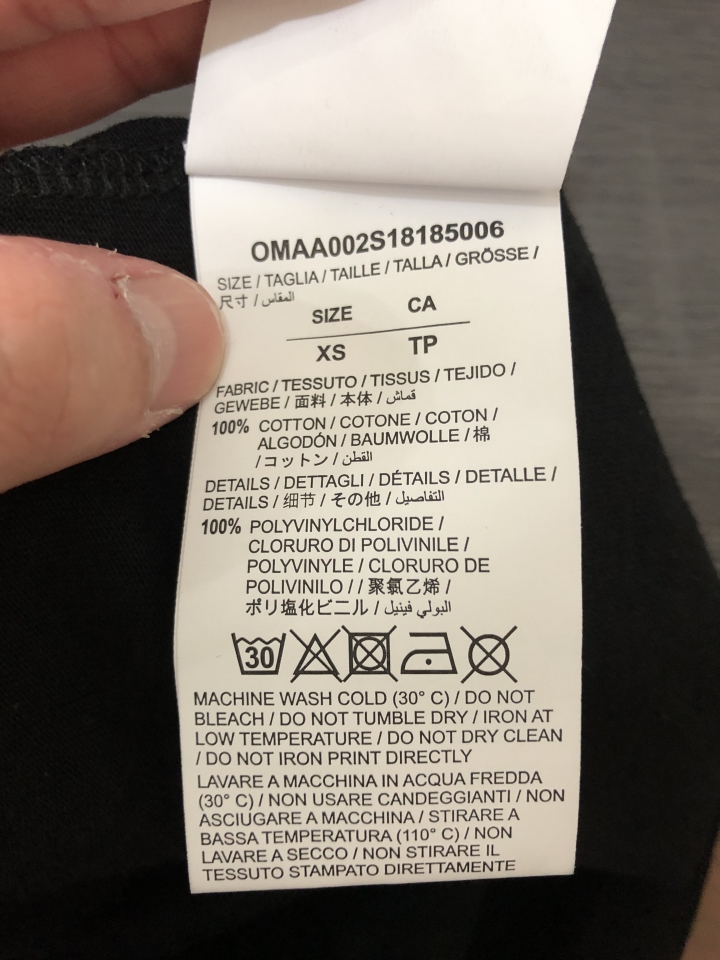 OMAA002S18185006
SIZE / TAGLIA / TAILLE / TALLA / GRÖSSE /
尺寸 / المقاس
SIZE CA
XS TP
FABRIC / TESSUTO / TISSUS / TEJIDO /
GEWEBE / 面料 / 本体 / قماش
100% COTTON / COTONE / COTON /
ALGODÓN / BAUMWOLLE / 棉
/ コットン / القطن
DETAILS / DETTAGLI / DÉTAILS / DETALLE /
DETAILS / 细节 / その他 / التفاصيل
100% POLYVINYLCHLORIDE /
CLORURO DI POLIVINILE /
POLYVINYLE / CLORURO DE
POLIVINILO / / 聚氯乙烯 /
ポリ塩化ビニル / البولي فينيل
30
MACHINE WASH COLD (30° C) / DO NOT
BLEACH / DO NOT TUMBLE DRY / IRON AT
LOW TEMPERATURE / DO NOT DRY CLEAN
/ DO NOT IRON PRINT DIRECTLY
LAVARE A MACCHINA IN ACQUA FREDDA
(30° C) / NON USARE CANDEGGIANTI / NON
ASCIUGARE A MACCHINA / STIRARE A
BASSA TEMPERATURA (110° C) / NON
LAVARE A SECCO / NON STIRARE IL
TESSUTO STAMPATO DIRETTAMENTE